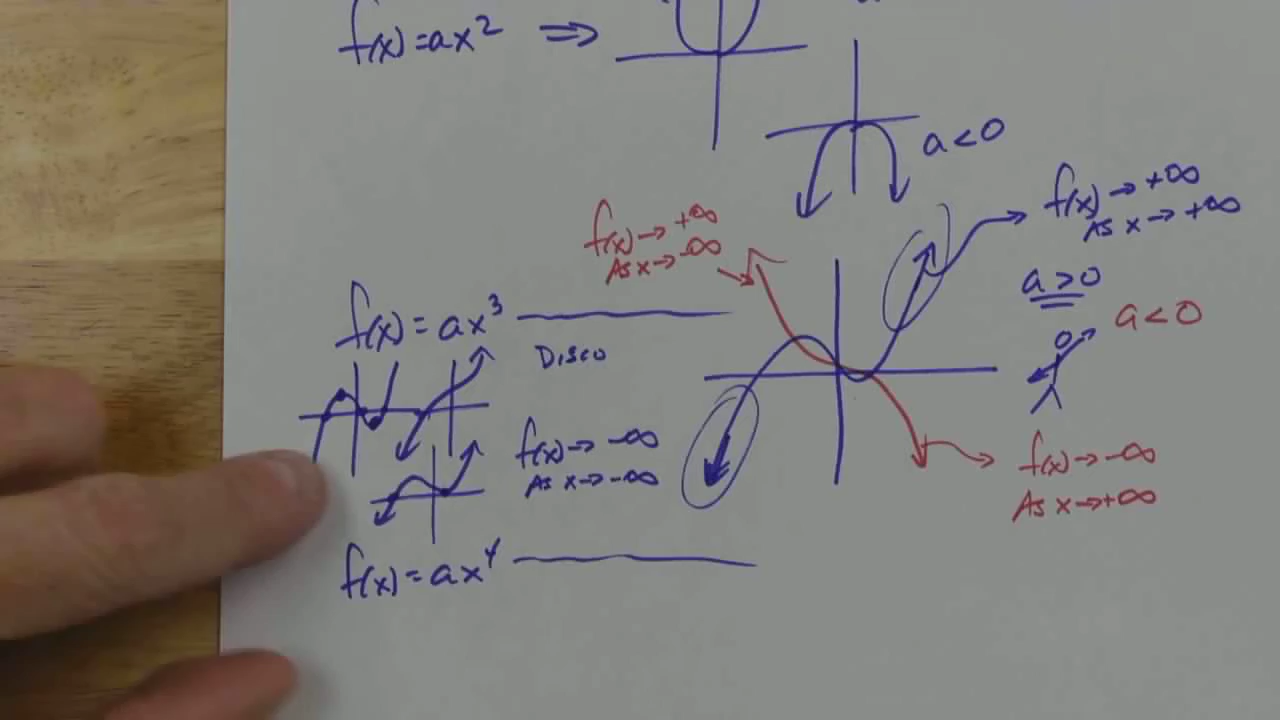 f(x)=ax² ⇒
a<0
f(x)→+∞
As x→+∞
f(x)→+∞
As x→-∞
a>0
a<0
f(x)=ax³
Disco
f(x)→-∞
As x→-∞
f(x)→-∞
As x→+∞
f(x)=ax⁴